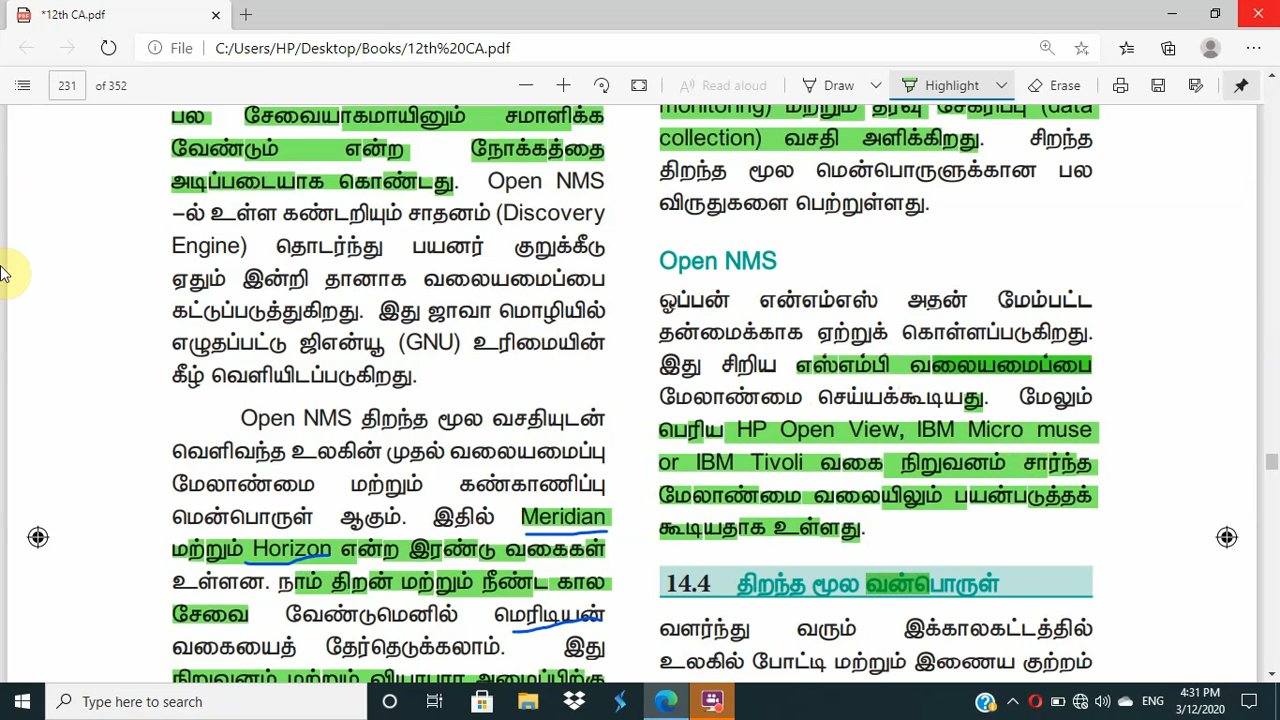 *12th CA.pdf
File C:/Users/HP/Desktop/Books/12th%20CA.pdf
231 of 352
Read aloud Draw Highlight Erase
பல சேவையாகமாயினும் சமாளிக்க
வேண்டும் என்ற நோக்கத்தை
அடிப்படையாக கொண்டது. Open NMS
–ல் உள்ள கண்டறியும் சாதனம் (Discovery
Engine) தொடர்ந்து பயனர் குறுக்கீடு
ஏதும் இன்றி தானாக வலையமைப்பை
கட்டுப்படுத்துகிறது. இது ஜாவா மொழியில்
எழுதப்பட்டு ஜிஎன்யூ (GNU) உரிமையின்
கீழ் வெளியிடப்படுகிறது.
Open NMS திறந்த மூல வசதியுடன்
வெளிவந்த உலகின் முதல் வலையமைப்பு
மேலாண்மை மற்றும் கண்காணிப்பு
மென்பொருள் ஆகும். இதில் Meridian
மற்றும் Horizon என்ற இரண்டு வகைகள்
உள்ளன. நாம் திறன் மற்றும் நீண்ட கால
சேவை வேண்டுமெனில் மெரிடியன்
வகையைத் தேர்தெடுக்கலாம். இது
நிறுவனம் மற்றும் வியாபார அமைப்பிற்கு
monitoring) மற்றும் தரவு சேகரிப்பு (data
collection) வசதி அளிக்கிறது. சிறந்த
திறந்த மூல மென்பொருளுக்கான பல
விருதுகளை பெற்றுள்ளது.
Open NMS
ஓப்பன் என்எம்எஸ் அதன் மேம்பட்ட
தன்மைக்காக ஏற்றுக் கொள்ளப்படுகிறது.
இது சிறிய எஸ்எம்பி வலையமைப்பை
மேலாண்மை செய்யக்கூடியது. மேலும்
பெரிய HP Open View, IBM Micro muse
or IBM Tivoli வகை நிறுவனம் சார்ந்த
மேலாண்மை வலையிலும் பயன்படுத்தக்
கூடியதாக உள்ளது.
14.4 திறந்த மூல வன்பொருள்
வளர்ந்து வரும் இக்காலகட்டத்தில்
உலகில் போட்டி மற்றும் இணைய குற்றம்
Type here to search
ENG
4:31 PM
3/12/2020